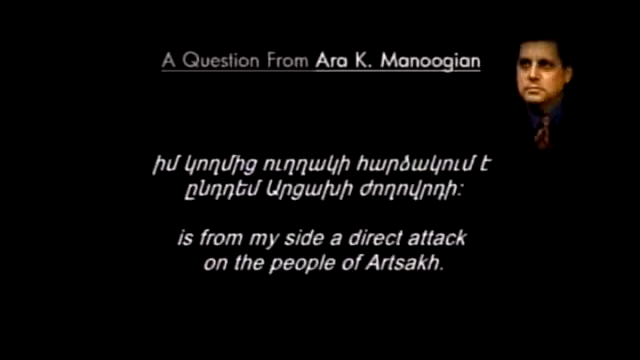 A Question From Ara K. Manoogian
իմ կողմից ուղղակի հարձակում է
ընդդեմ Արցախի ժողովրդի:
is from my side a direct attack
on the people of Artsakh.